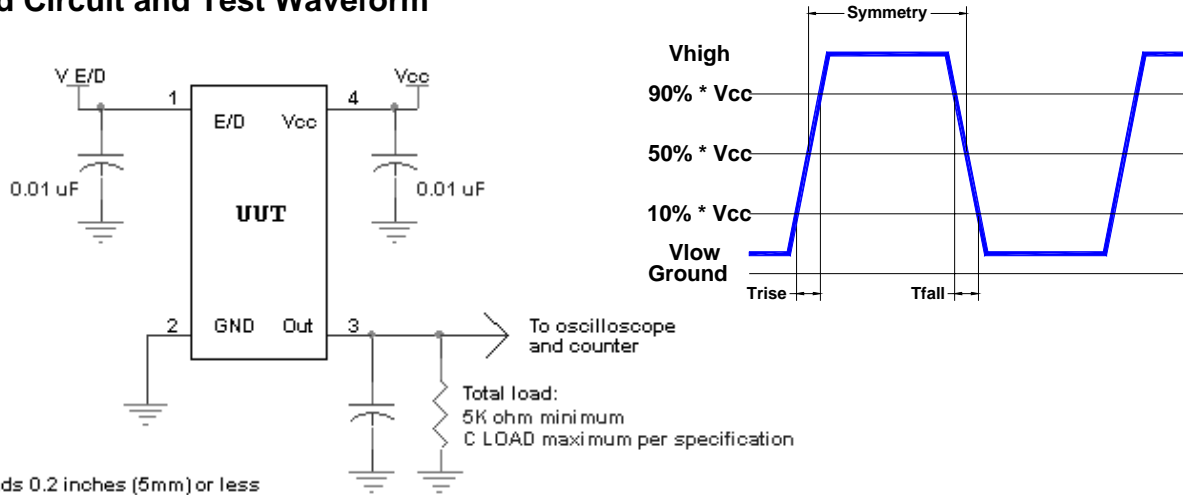 d Circuit and Test Waveform
V E/D
1
4
Vcc
E/D
Vcc
0.01 uF
0.01 uF
UUT
2
GND
Out
3
To oscilloscope
and counter
Total load:
5K ohm minimum
C LOAD maximum per specification
ds 0.2 inches (5mm) or less
Symmetry
Vhigh
90% * Vcc
50% * Vcc
10% * Vcc
Vlow
Ground
Trise
Tfall